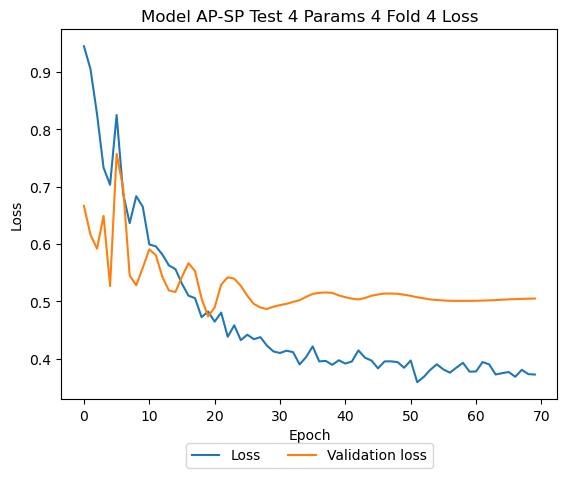 Model AP-SP Test 4 Params 4 Fold 4 Loss
0.9
0.8
0.7
0.6
0.5
0.4
Loss
0 10 20 30 40 50 60 70
Epoch
Loss Validation loss